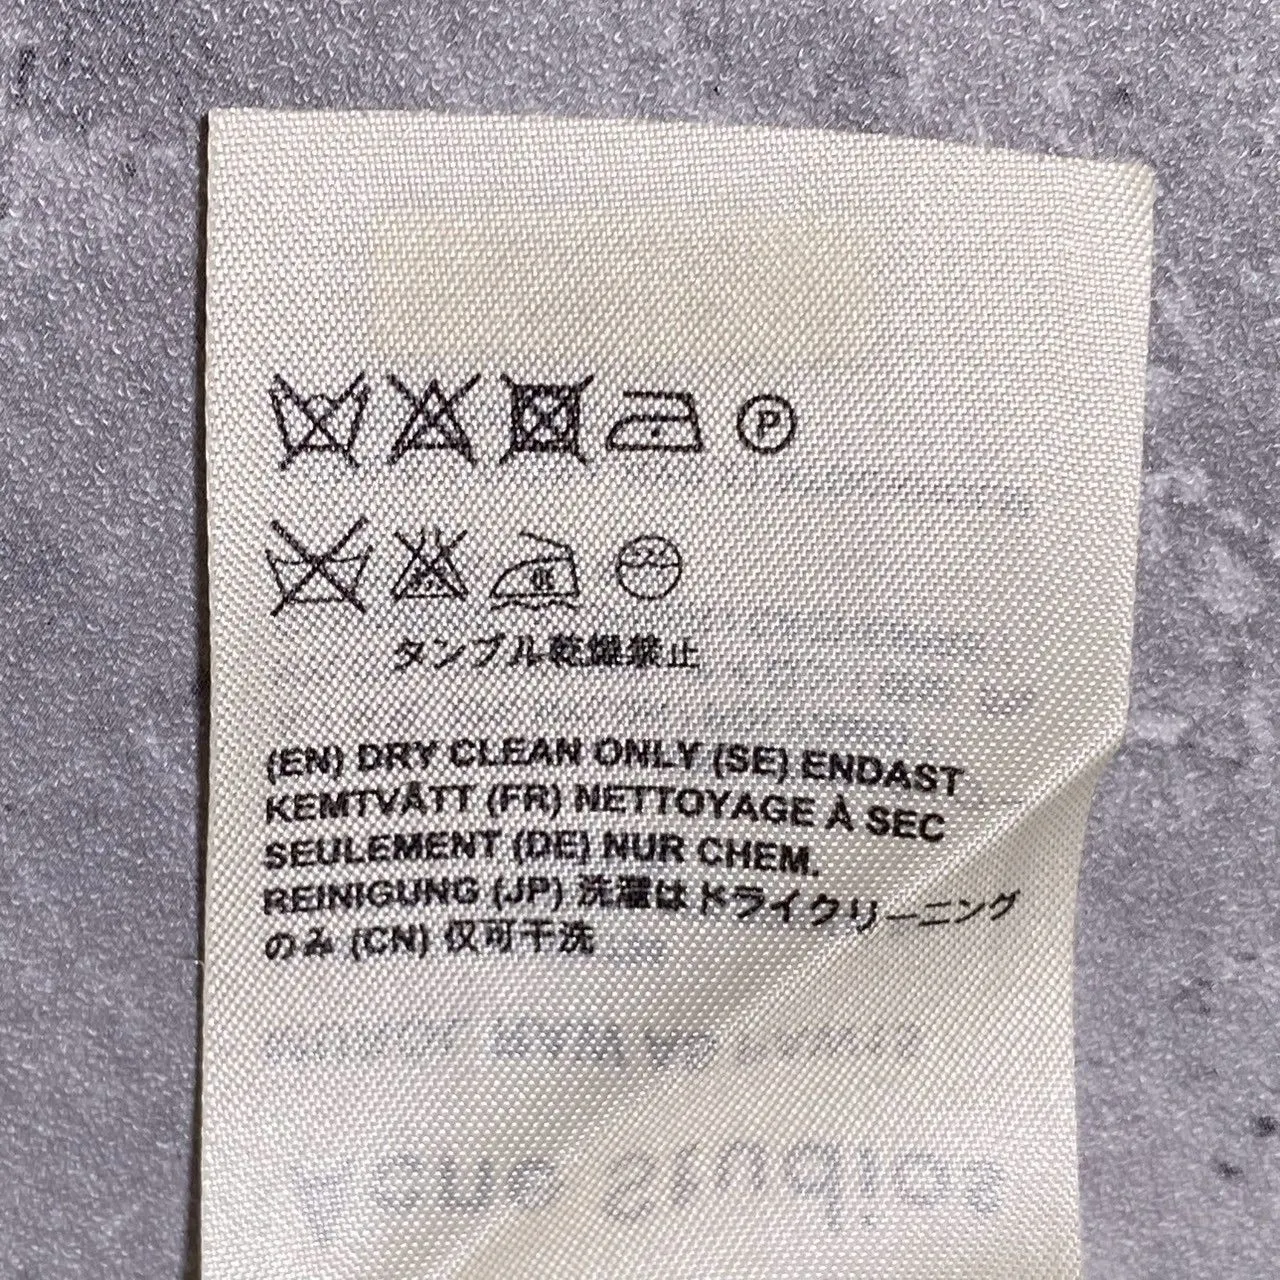 P
タンブル乾燥禁止
(EN) DRY CLEAN ONLY (SE) ENDAST
KEMTVÄTT (FR) NETTOYAGE À SEC
SEULEMENT (DE) NUR CHEM.
REINIGUNG (JP) 洗濯はドライクリーニング
のみ (CN) 仅可干洗